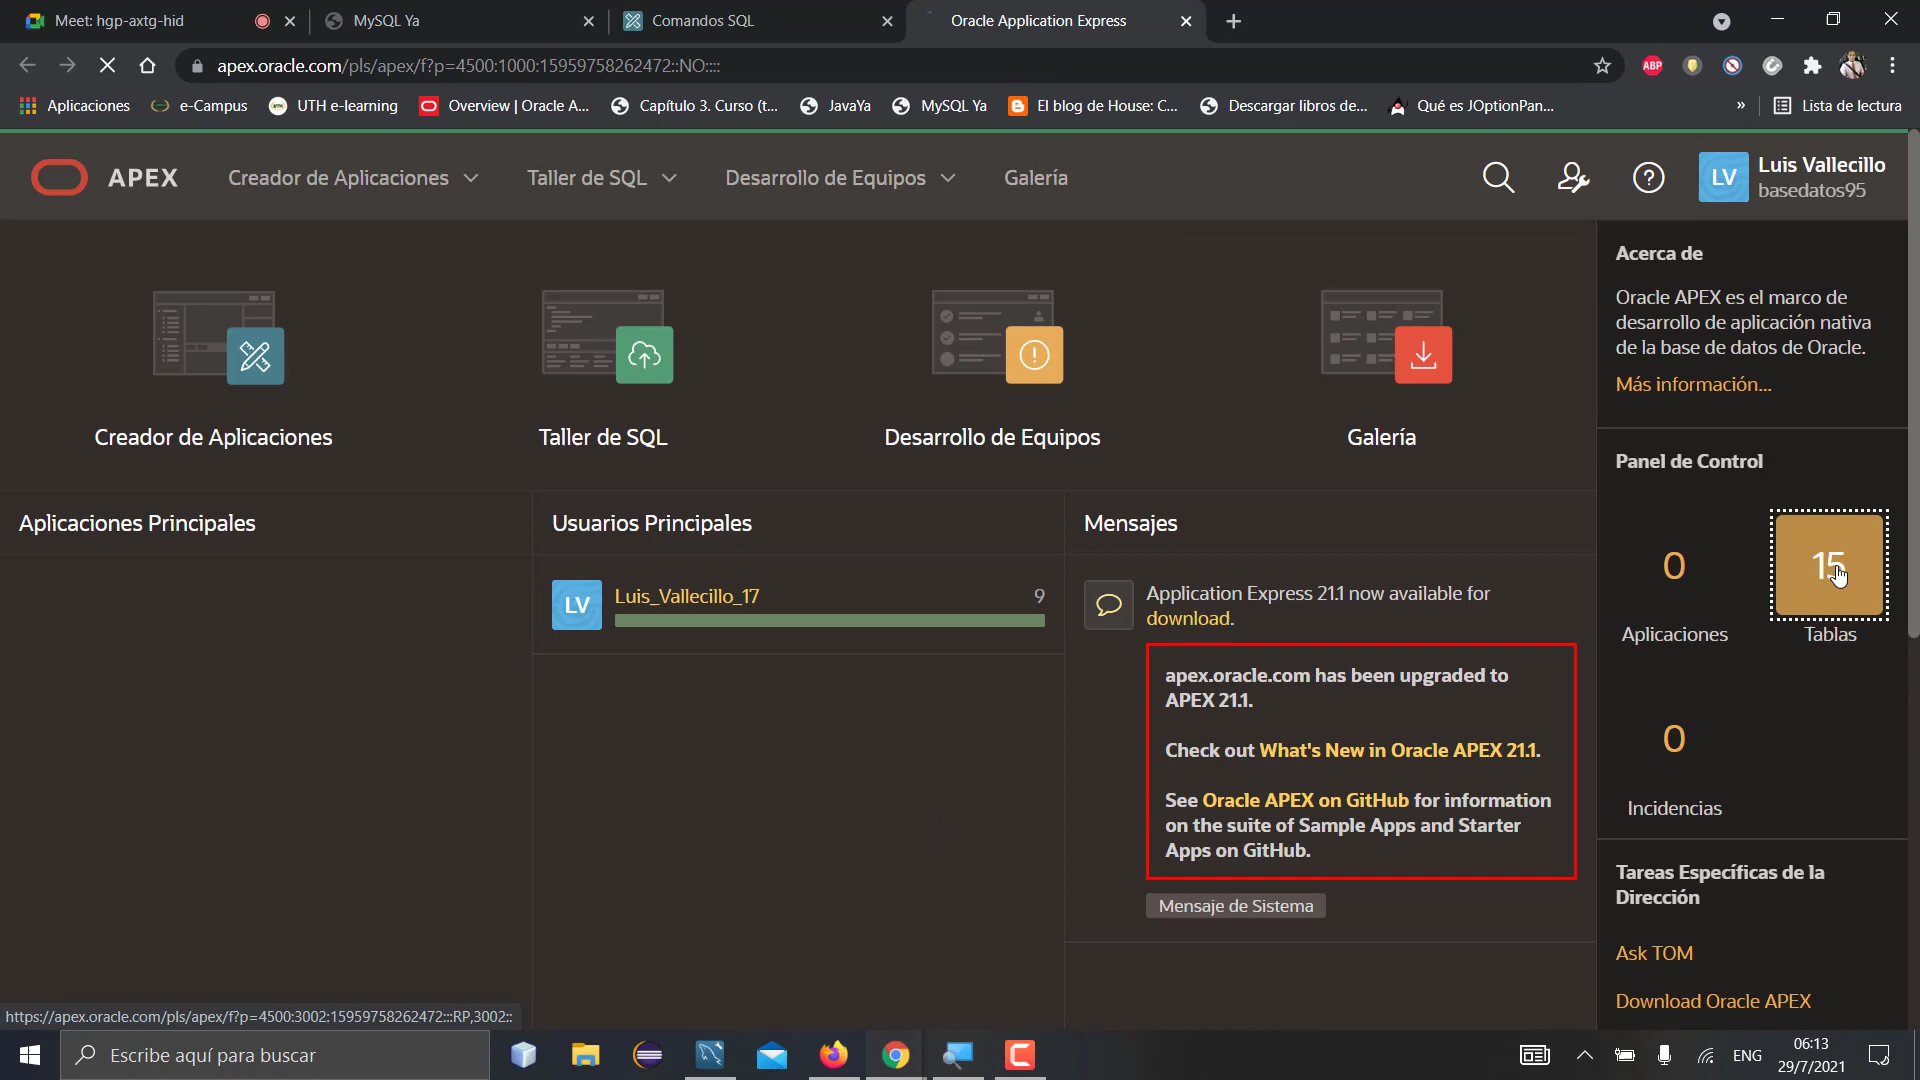 Meet: hgp-axtg-hid
MySQL Ya
Comandos SQL
Oracle Application Express
apex.oracle.com/pls/apex/f?p=4500:1000:15959758262472::NO::::
ABP
Aplicaciones
e-Campus
UTH e-learning
Overview | Oracle A...
Capítulo 3. Curso (t...
JavaYa
MySQL Ya
El blog de House: C...
Descargar libros de...
Qué es JOptionPan...
»
Lista de lectura
APEX
Creador de Aplicaciones
Taller de SQL
Desarrollo de Equipos
Galería
LV
Luis Vallecillo
basedatos95
Creador de Aplicaciones
Taller de SQL
Desarrollo de Equipos
Galería
Aplicaciones Principales
Usuarios Principales
LV
Luis_Vallecillo_17
9
Mensajes
Application Express 21.1 now available for
download.
apex.oracle.com has been upgraded to
APEX 21.1.
Check out What's New in Oracle APEX 21.1.
See Oracle APEX on GitHub for information
on the suite of Sample Apps and Starter
Apps on GitHub.
Mensaje de Sistema
Acerca de
Oracle APEX es el marco de
desarrollo de aplicación nativa
de la base de datos de Oracle.
Más información...
Panel de Control
0
15
Aplicaciones
Tablas
0
Incidencias
Tareas Específicas de la
Dirección
Ask TOM
Download Oracle APEX
https://apex.oracle.com/pls/apex/f?p=4500:3002:15959758262472:::RP,3002::
Escribe aquí para buscar
ENG
06:13
29/7/2021